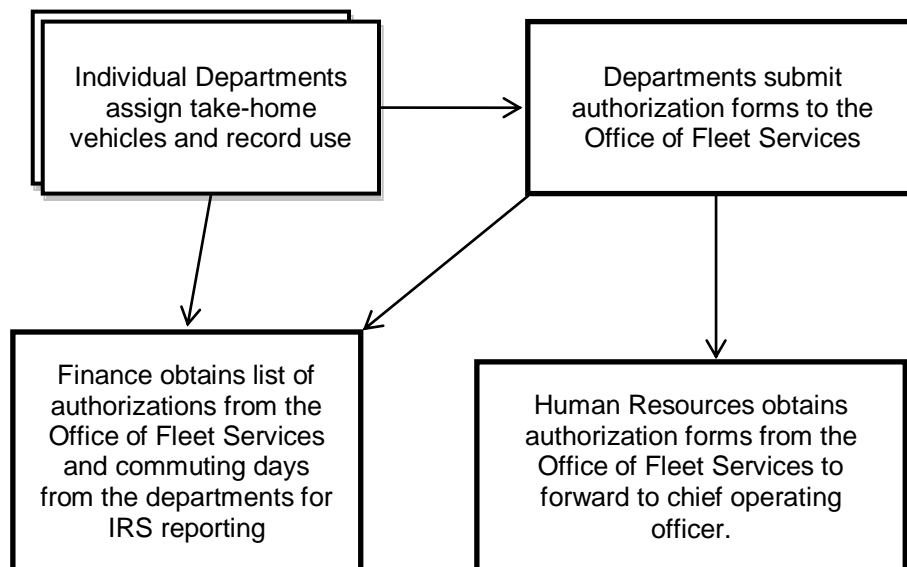 Individual Departments
assign take-home
vehicles and record use
Departments submit
authorization forms to the
Office of Fleet Services
Finance obtains list of
authorizations from the
Office of Fleet Services
and commuting days
from the departments for
IRS reporting
Human Resources obtains
authorization forms from the
Office of Fleet Services to
forward to chief operating
officer.